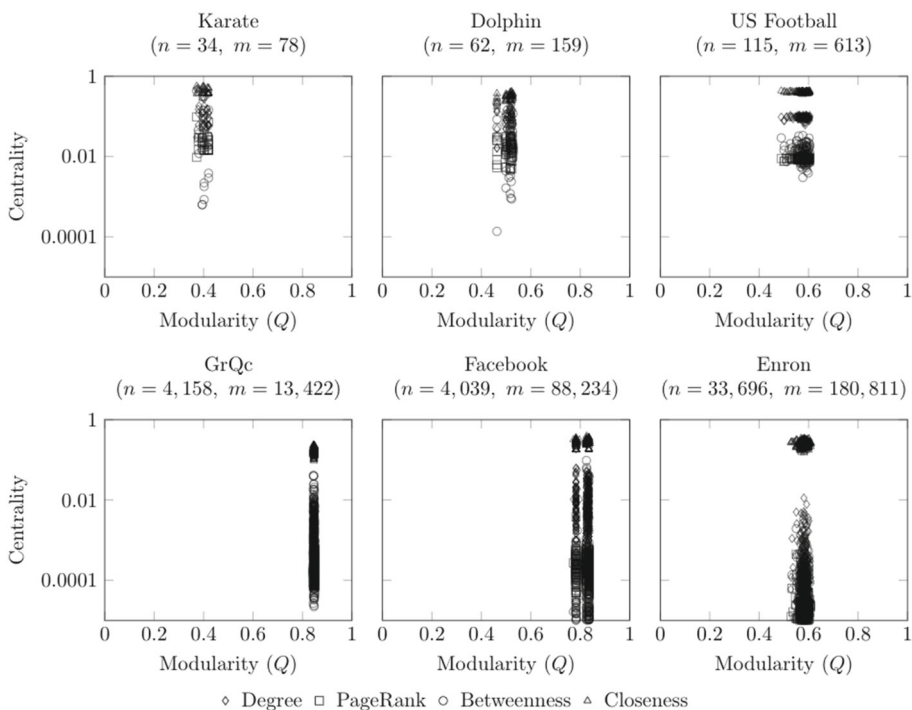 Karate
(n = 34, m = 78)
Dolphin
(n = 62, m = 159)
US Football
(n = 115, m = 613)
1
0.01
0.0001
Centrality
0 0.2 0.4 0.6 0.8 1
0 0.2 0.4 0.6 0.8 1
0 0.2 0.4 0.6 0.8 1
Modularity (Q)
Modularity (Q)
Modularity (Q)
GrQc
(n = 4,158, m = 13,422)
Facebook
(n = 4,039, m = 88,234)
Enron
(n = 33,696, m = 180,811)
1
0.01
0.0001
Centrality
0 0.2 0.4 0.6 0.8 1
0 0.2 0.4 0.6 0.8 1
0 0.2 0.4 0.6 0.8 1
Modularity (Q)
Modularity (Q)
Modularity (Q)
◇ Degree □ PageRank ○ Betweenness △ Closeness